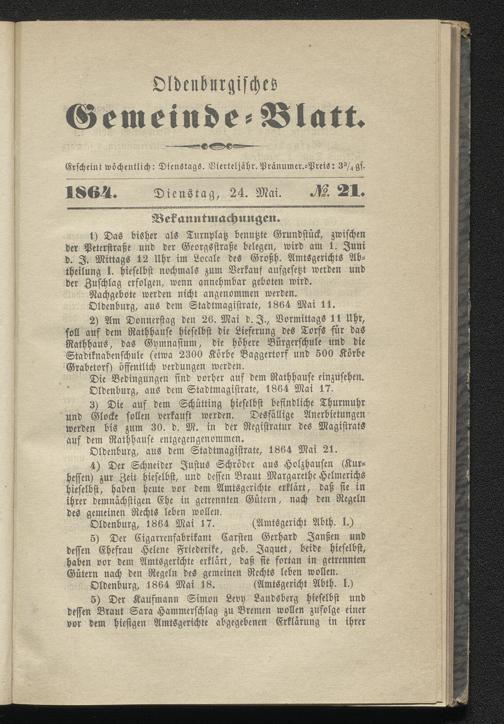 Oldenburgisches
Gemeinde-Blatt.
Erscheint wöchentlich: Dienstags. Vierteljähr. Pränumer.-Preis: 3¾ gs.
1864. Dienstag, 24. Mai. № 21.
Bekanntmachungen.
1) Das bisher als Turnplatz benutzte Grundstück, zwischen
der Peterstraße und der Georgsstraße belegen, wird am 1. Juni
d. J. Mittags 12 Uhr im Locale des Großh. Amtsgerichts Ab-
theilung I. hieselbst nochmals zum Verkauf aufgesetzt werden und
der Zuschlag erfolgen, wenn annehmbar geboten wird.
Nachgebote werden nicht angenommen werden.
Oldenburg, aus dem Stadtmagistrate, 1864 Mai 11.
2) Am Donnerstag den 26. Mai d. J., Vormittags 11 Uhr,
soll auf dem Rathhause hieselbst die Lieferung des Torfs für das
Rathhaus, das Gymnasium, die höhere Bürgerschule und die
Stadtknabenschule (etwa 2300 Körbe Baggertorf und 500 Körbe
Grabetorf) öffentlich verdungen werden.
Die Bedingungen sind vorher auf dem Rathhause einzusehen.
Oldenburg, aus dem Stadtmagistrate, 1864 Mai 17.
3) Die auf dem Schütting hieselbst befindliche Thurmuhr
und Glocke sollen verkauft werden. Desfällige Anerbietungen
werden bis zum 30. d. M. in der Registratur des Magistrats
auf dem Rathhause entgegengenommen.
Oldenburg, aus dem Stadtmagistrate, 1864 Mai 21.
4) Der Schneider Justus Schröder aus Holzhausen (Kur-
hessen) zur Zeit hieselbst, und dessen Braut Margarethe Helmerichs
hieselbst, haben heute vor dem Amtsgerichte erklärt, daß sie in
ihrer demnächstigen Ehe in getrennten Gütern, nach den Regeln
des gemeinen Rechts leben wollen.
Oldenburg, 1864 Mai 17. (Amtsgericht Abth. I.)
5) Der Cigarrenfabrikant Carsten Gerhard Janßen und
dessen Ehefrau Helene Friederike, geb. Jaquet, beide hieselbst,
haben vor dem Amtsgerichte erklärt, daß sie fortan in getrennten
Gütern nach den Regeln des gemeinen Rechts leben wollen.
Oldenburg, 1864 Mai 18. (Amtsgericht Abth. I.)
5) Der Kaufmann Simon Levy Landsberg hieselbst und
dessen Braut Sara Hammerschlag zu Bremen wollen zufolge einer
vor dem hiesigen Amtsgerichte abgegebenen Erklärung in ihrer